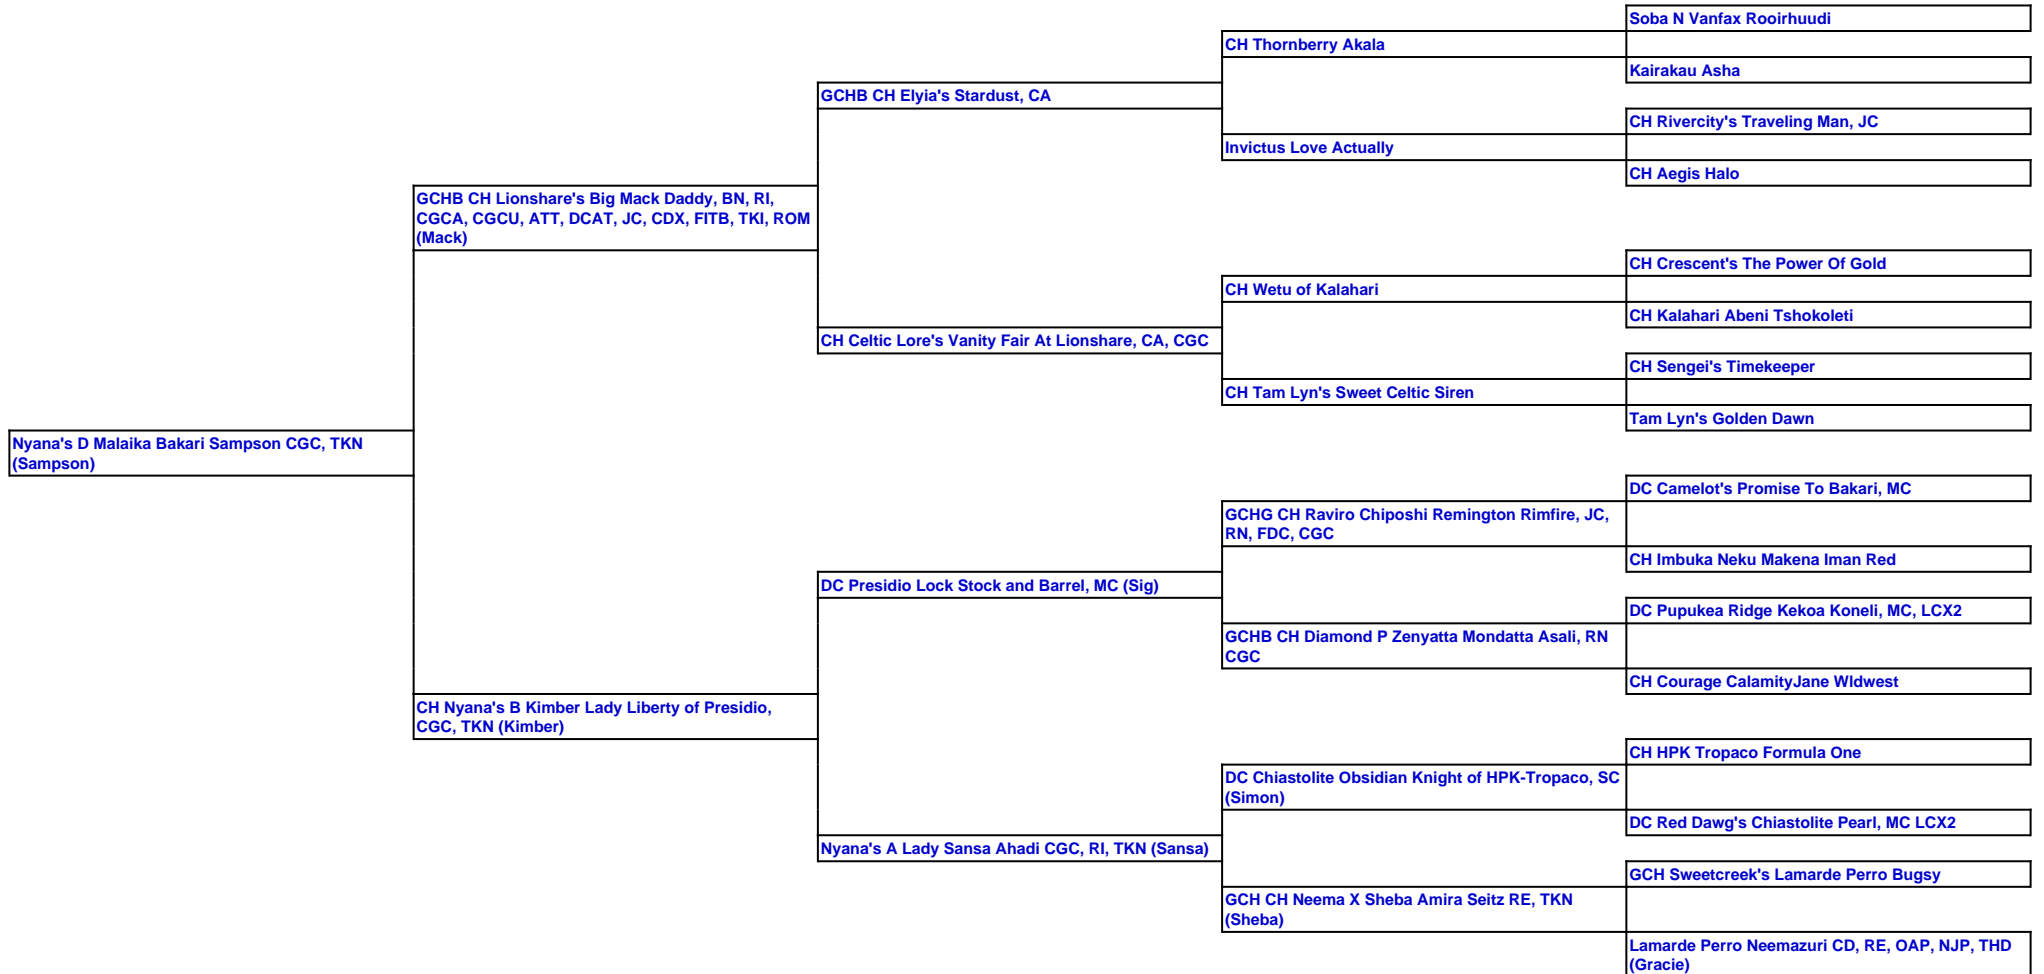 Soba N Vanfax Rooirhuudi
CH Thornberry Akala
Kairakau Asha
GCHB CH Elyia's Stardust, CA
CH Rivercity's Traveling Man, JC
Invictus Love Actually
CH Aegis Halo
GCHB CH Lionshare's Big Mack Daddy, BN, RI,
CGCA, CGCU, ATT, DCAT, JC, CDX, FITB, TKI, ROM
(Mack)
CH Crescent's The Power Of Gold
CH Wetu of Kalahari
CH Kalahari Abeni Tshokoleti
CH Celtic Lore's Vanity Fair At Lionshare, CA, CGC
CH Sengei's Timekeeper
CH Tam Lyn's Sweet Celtic Siren
Tam Lyn's Golden Dawn
Nyana's D Malaika Bakari Sampson CGC, TKN
(Sampson)
DC Camelot's Promise To Bakari, MC
GCHG CH Raviro Chiposhi Remington Rimfire, JC,
RN, FDC, CGC
CH Imbuka Neku Makena Iman Red
DC Presidio Lock Stock and Barrel, MC (Sig)
DC Pupukea Ridge Kekoa Koneli, MC, LCX2
GCHB CH Diamond P Zenyatta Mondatta Asali, RN
CGC
CH Courage CalamityJane Wldwest
CH Nyana's B Kimber Lady Liberty of Presidio,
CGC, TKN (Kimber)
CH HPK Tropaco Formula One
DC Chiastolite Obsidian Knight of HPK-Tropaco, SC
(Simon)
DC Red Dawg's Chiastolite Pearl, MC LCX2
Nyana's A Lady Sansa Ahadi CGC, RI, TKN (Sansa)
GCH Sweetcreek's Lamarde Perro Bugsy
GCH CH Neema X Sheba Amira Seitz RE, TKN
(Sheba)
Lamarde Perro Neemazuri CD, RE, OAP, NJP, THD
(Gracie)